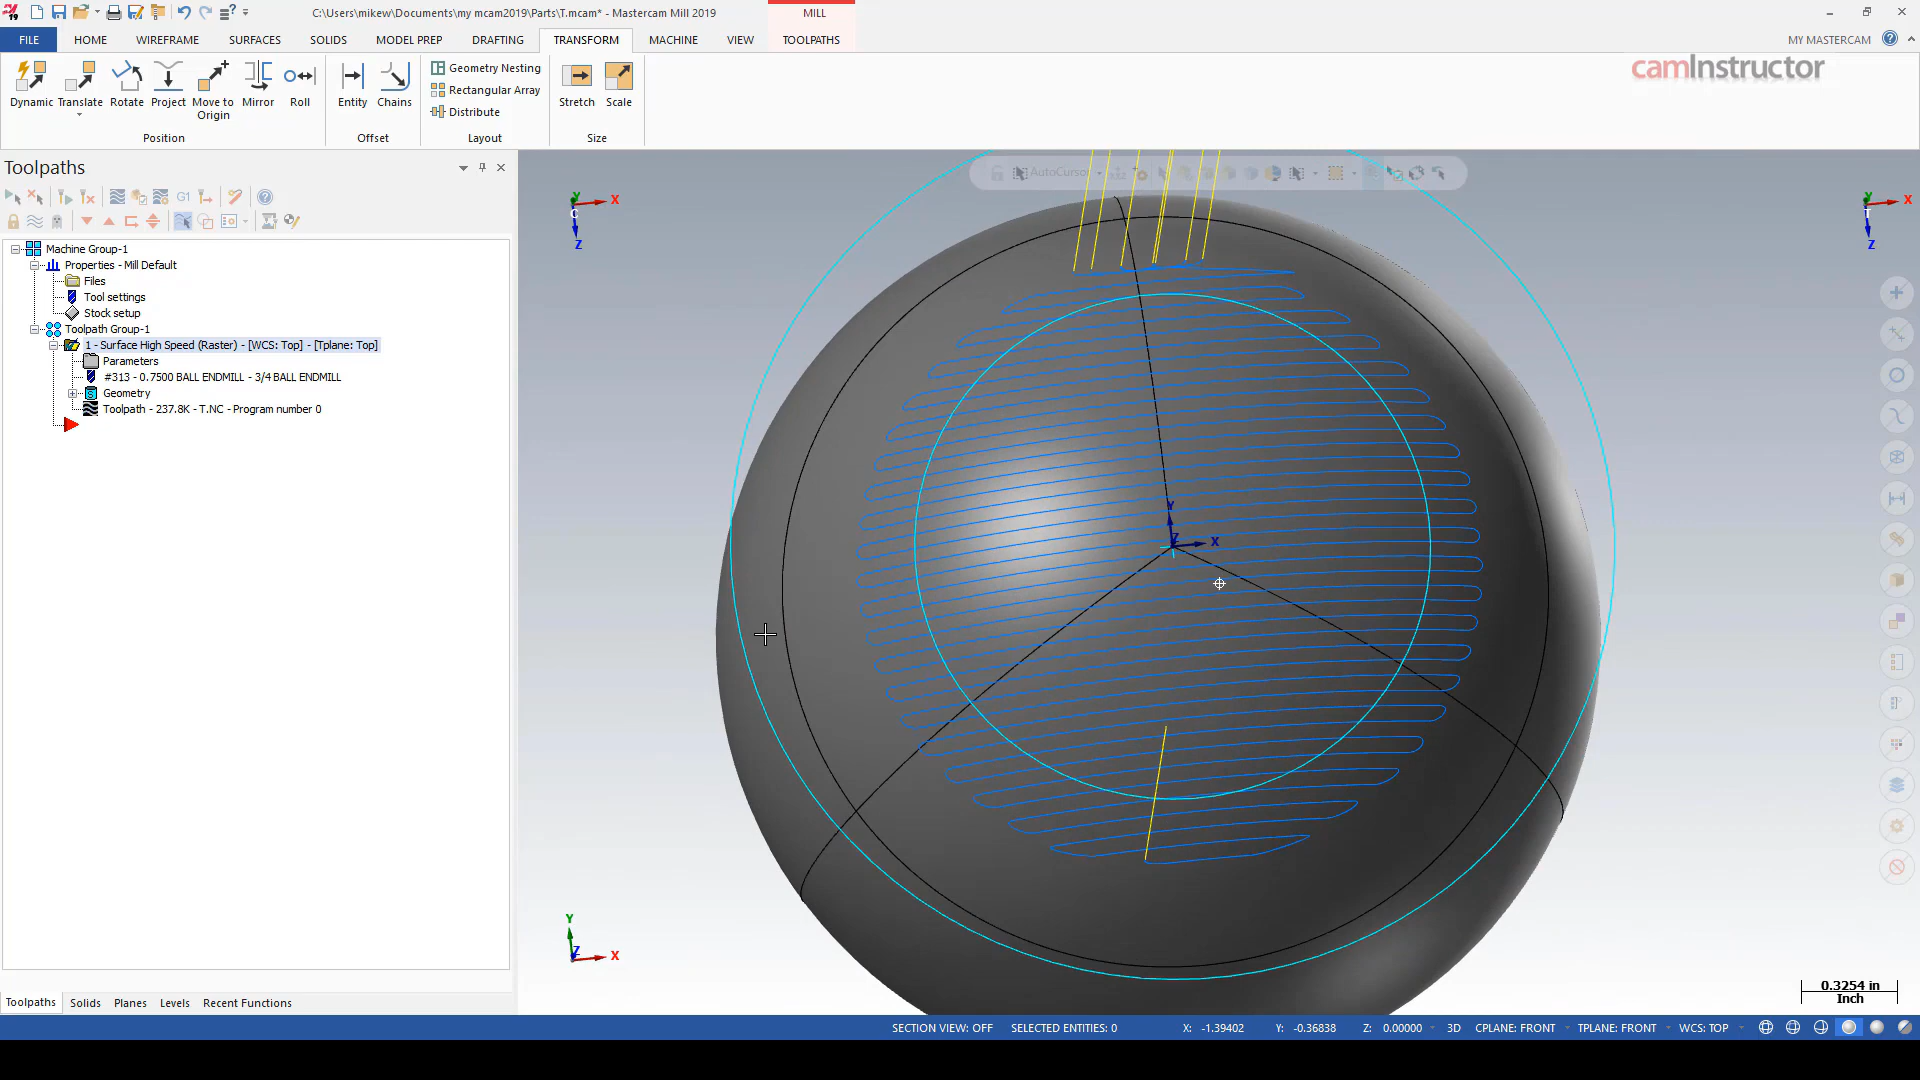 C:\Users\mikew\Documents\my mcam2019\Parts\T.mcam* - Mastercam Mill 2019
MILL
FILE HOME WIREFRAME SURFACES SOLIDS MODEL PREP DRAFTING TRANSFORM MACHINE VIEW TOOLPATHS MY MASTERCAM
camInstructor
Dynamic Translate Rotate Project Move to Origin Mirror Roll
Position
Entity Chains
Offset
Geometry Nesting
Rectangular Array
Distribute
Layout
Stretch Scale
Size
Toolpaths
AutoCursor
G1
Machine Group-1
Properties - Mill Default
Files
Tool settings
Stock setup
Toolpath Group-1
1 - Surface High Speed (Raster) - [WCS: Top] - [Tplane: Top]
Parameters
#313 - 0.7500 BALL ENDMILL - 3/4 BALL ENDMILL
Geometry
Toolpath - 237.8K - T.NC - Program number 0
Y
X
C
Z
Y
X
T
Z
Y
Z X
Y
Z X
0.3254 in
Inch
Toolpaths Solids Planes Levels Recent Functions
SECTION VIEW: OFF SELECTED ENTITIES: 0 X: -1.39402 Y: -0.36838 Z: 0.00000 3D CPLANE: FRONT TPLANE: FRONT WCS: TOP